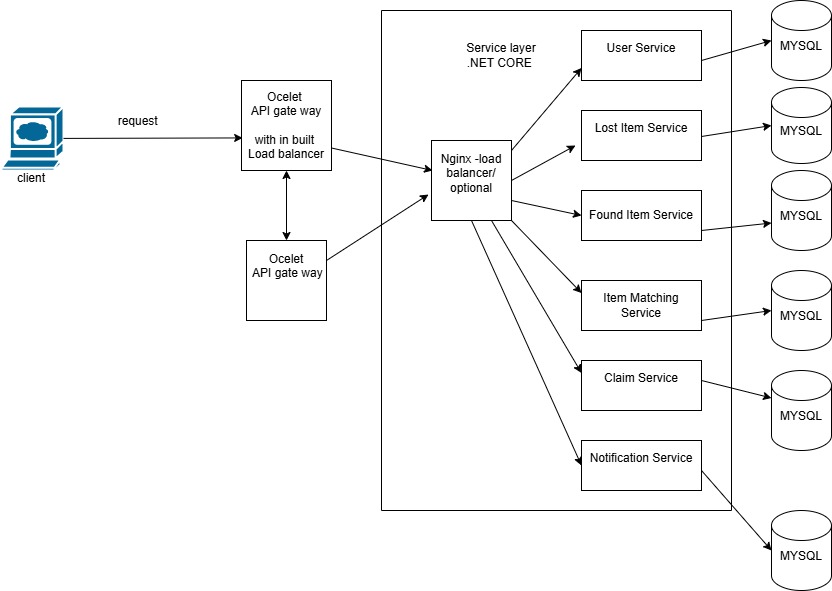 Service layer
.NET CORE
User Service
MYSQL
Ocelet
API gate way
with in built
Load balancer
request
client
Nginx -load
balancer/
optional
Lost Item Service
MYSQL
Found Item Service
MYSQL
Ocelet
API gate way
Item Matching
Service
MYSQL
Claim Service
MYSQL
Notification Service
MYSQL